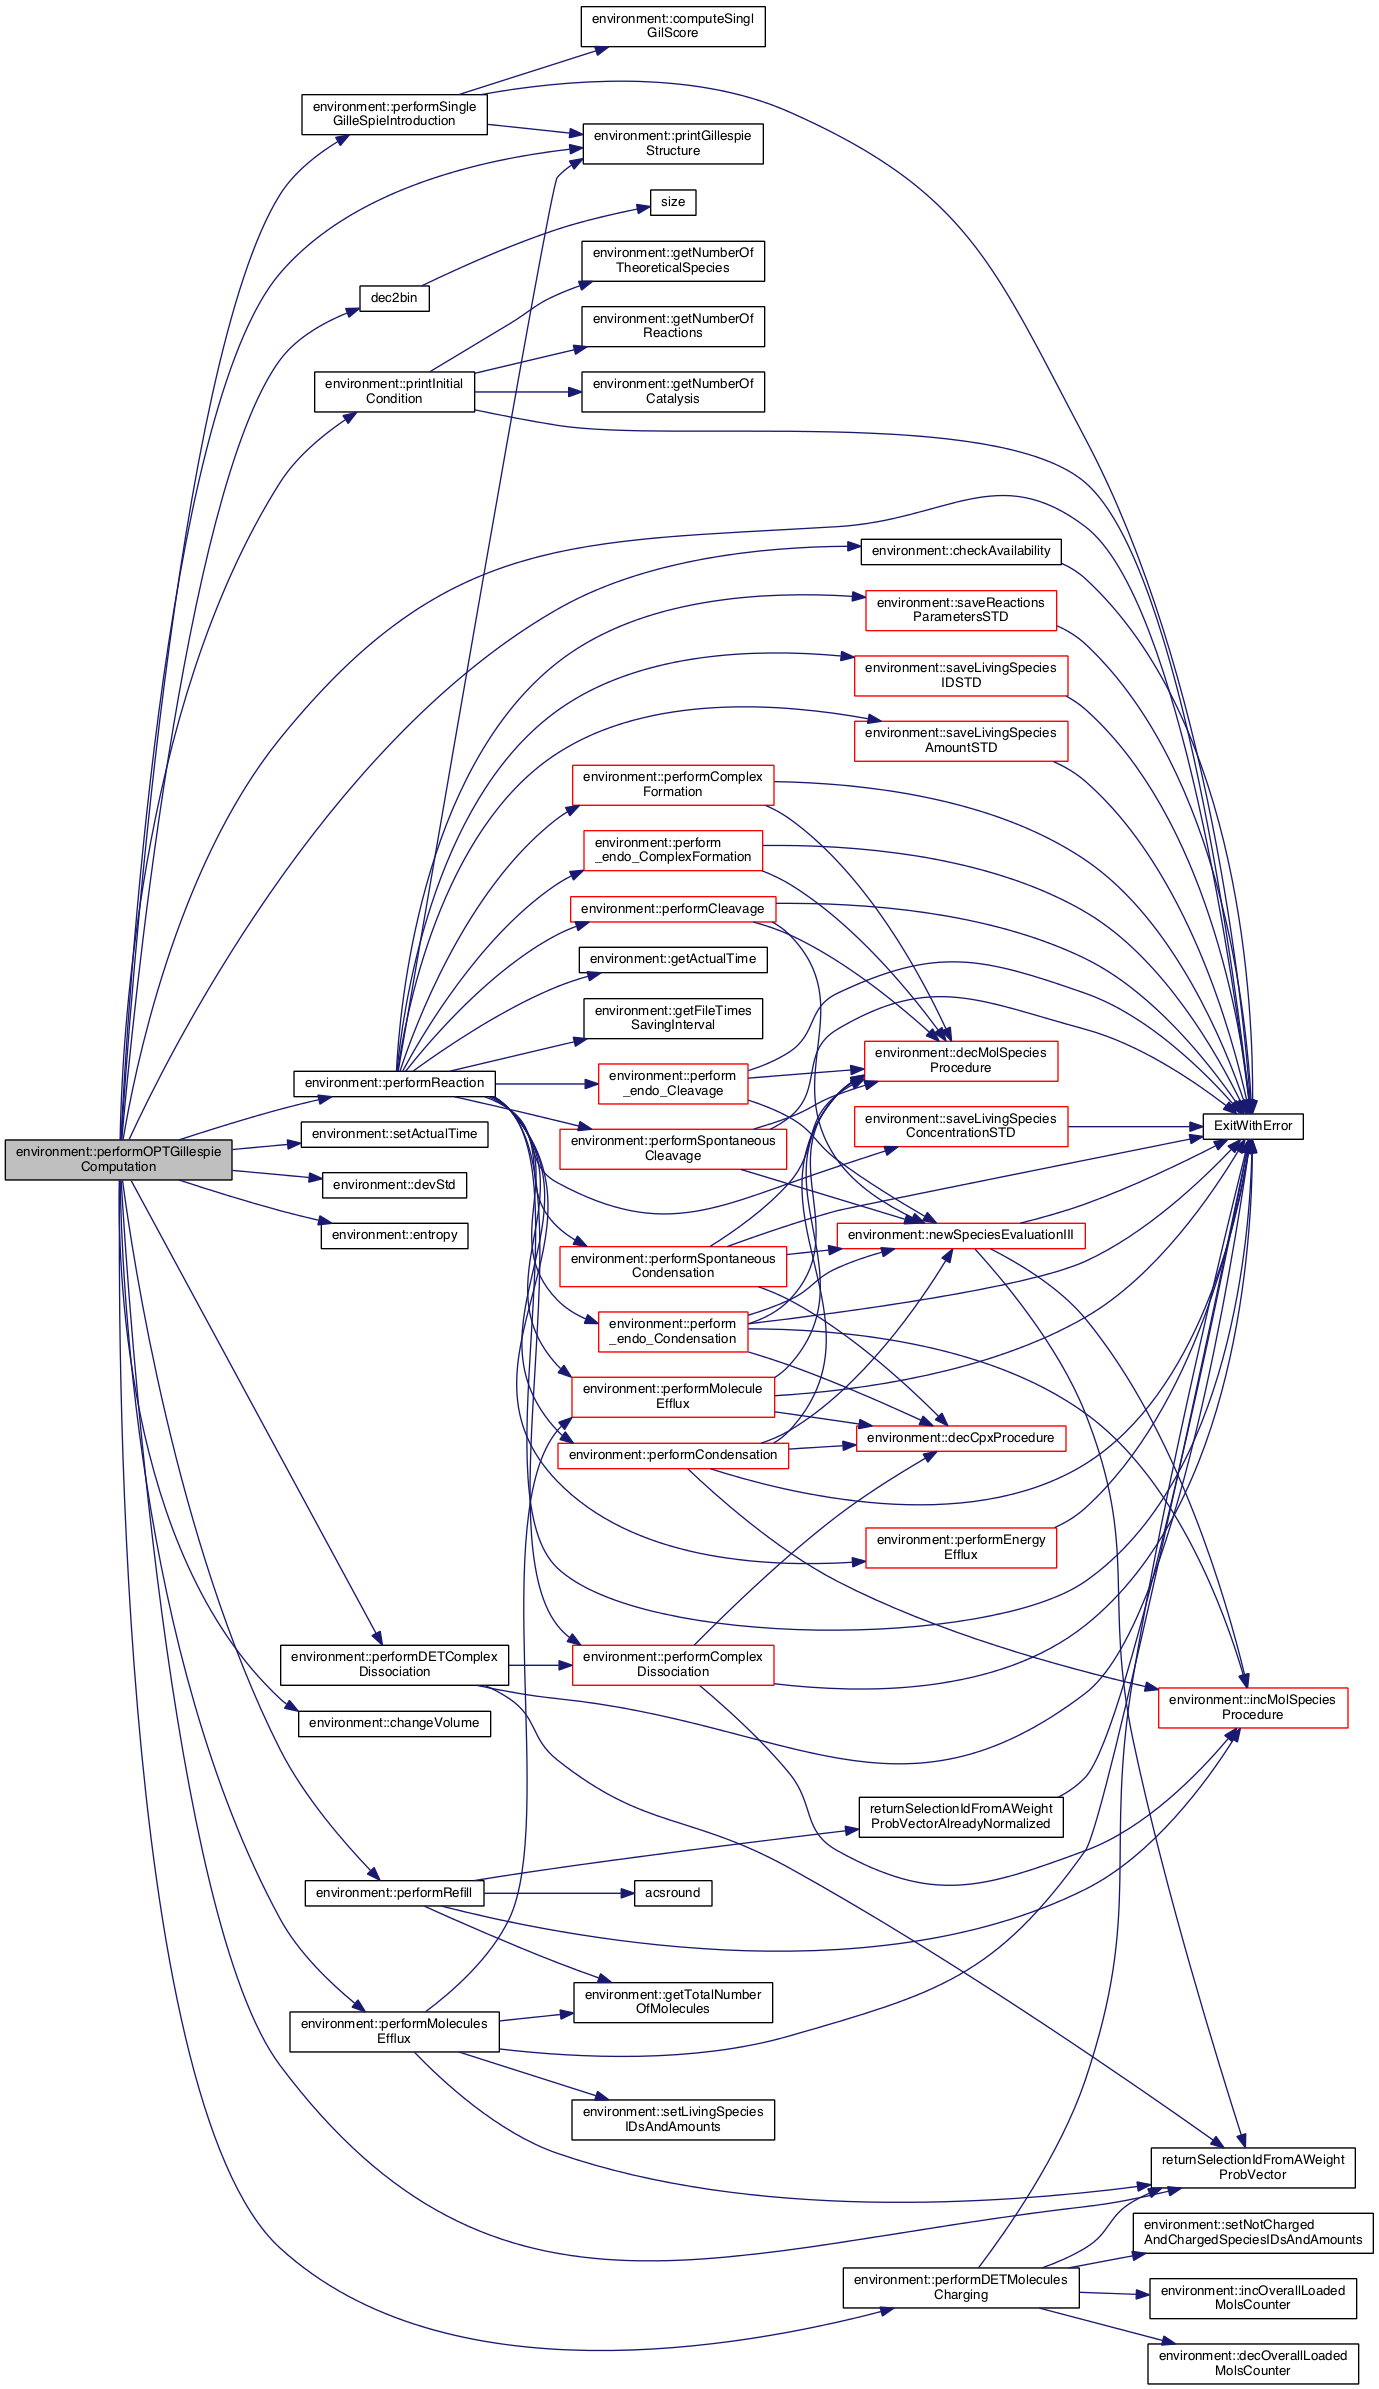 environment::computeSingl
GilScore
environment::performSingle
GilleSpieIntroduction
environment::printGillespie
Structure
size
environment::getNumberOf
TheoreticalSpecies
dec2bin
environment::getNumberOf
Reactions
environment::printInitial
Condition
environment::getNumberOf
Catalysis
environment::checkAvailability
environment::saveReactions
ParametersSTD
environment::saveLivingSpecies
IDSTD
environment::saveLivingSpecies
AmountSTD
environment::performComplex
Formation
environment::perform
_endo_ComplexFormation
environment::performCleavage
environment::getActualTime
environment::getFileTimes
SavingInterval
environment::decMolSpecies
Procedure
environment::performReaction
environment::perform
_endo_Cleavage
environment::saveLivingSpecies
ConcentrationSTD
ExitWithError
environment::setActualTime
environment::performSpontaneous
Cleavage
environment::performOPTGillespie
Computation
environment::devStd
environment::entropy
environment::newSpeciesEvaluationIII
environment::performSpontaneous
Condensation
environment::perform
_endo_Condensation
environment::performMolecule
Efflux
environment::decCpxProcedure
environment::performCondensation
environment::performEnergy
Efflux
environment::performDETComplex
Dissociation
environment::performComplex
Dissociation
environment::incMolSpecies
Procedure
environment::changeVolume
returnSelectionIdFromAWeight
ProbVectorAlreadyNormalized
environment::performRefill
acsround
environment::getTotalNumber
OfMolecules
environment::performMolecules
Efflux
environment::setLivingSpecies
IDsAndAmounts
returnSelectionIdFromAWeight
ProbVector
environment::setNotCharged
AndChargedSpeciesIDsAndAmounts
environment::performDETMolecules
Charging
environment::incOverallLoaded
MolsCounter
environment::decOverallLoaded
MolsCounter